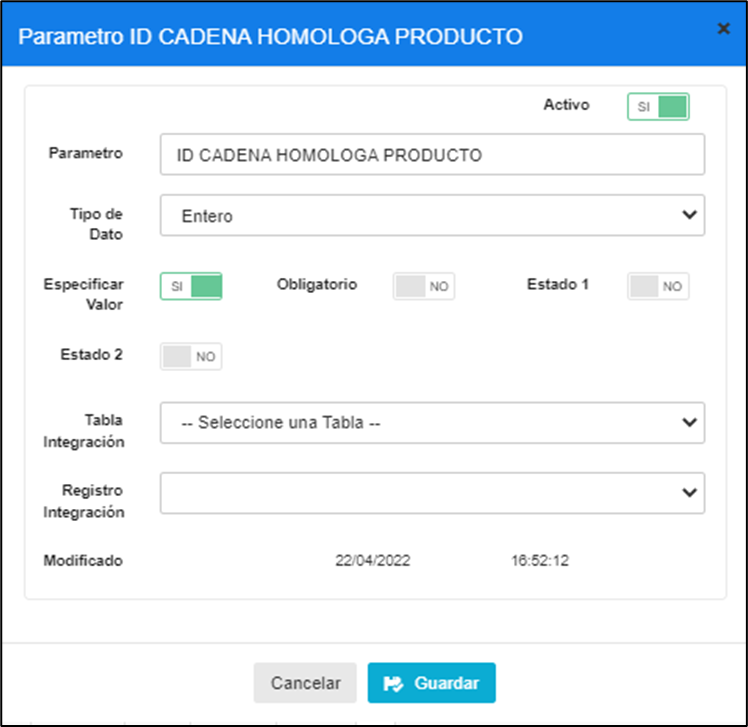 Parametro ID CADENA HOMOLOGA PRODUCTO
Activo SI
Parametro ID CADENA HOMOLOGA PRODUCTO
Tipo de Dato Entero
Especificar Valor SI Obligatorio NO Estado 1 NO
Estado 2 NO
Tabla Integración -- Seleccione una Tabla --
Registro Integración
Modificado 22/04/2022 16:52:12
Cancelar Guardar